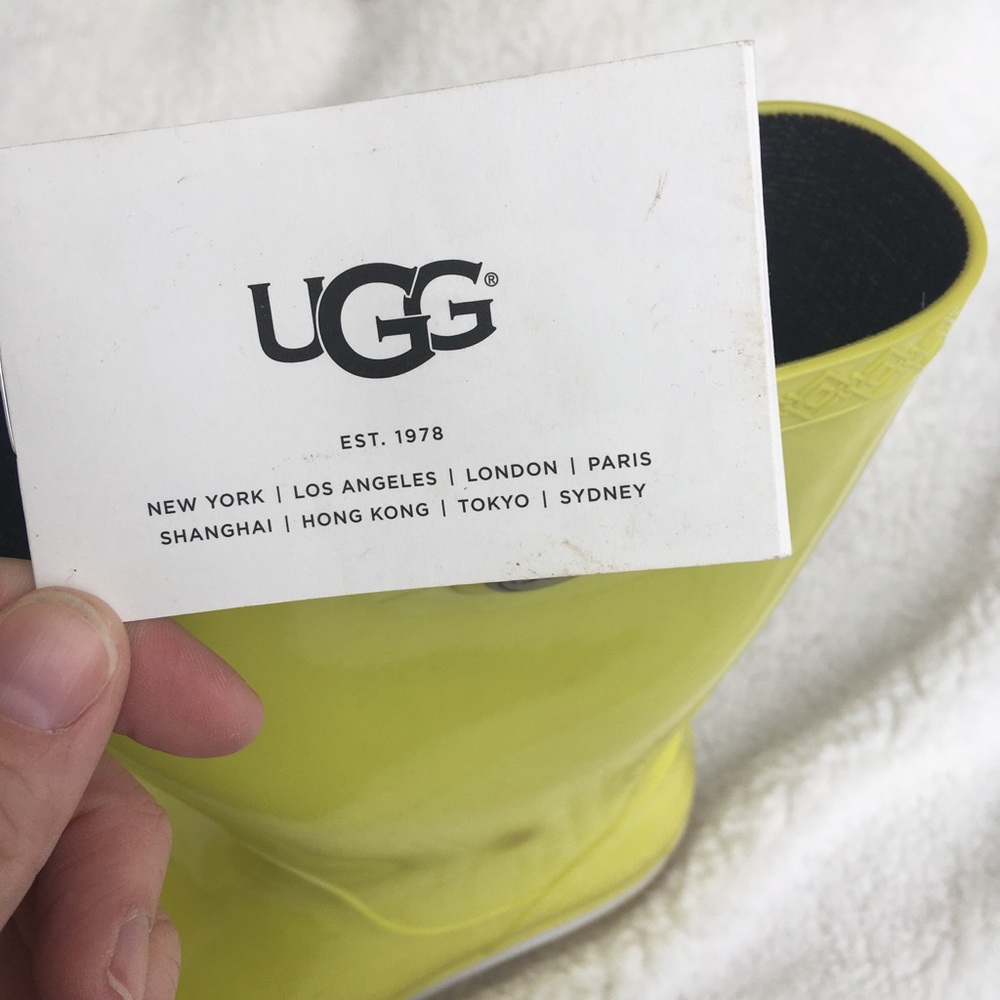 UGG®
EST. 1978
NEW YORK | LOS ANGELES | LONDON | PARIS
SHANGHAI | HONG KONG | TOKYO | SYDNEY